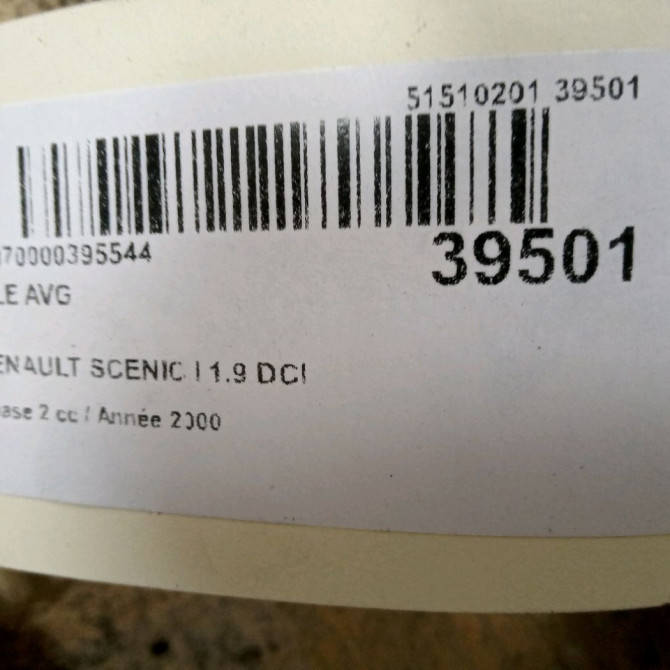 51510201 39501
70000395544
39501
LE AVG
ENAULT SCENIC I 1.9 DCI
ase 2 cc / Année 2000